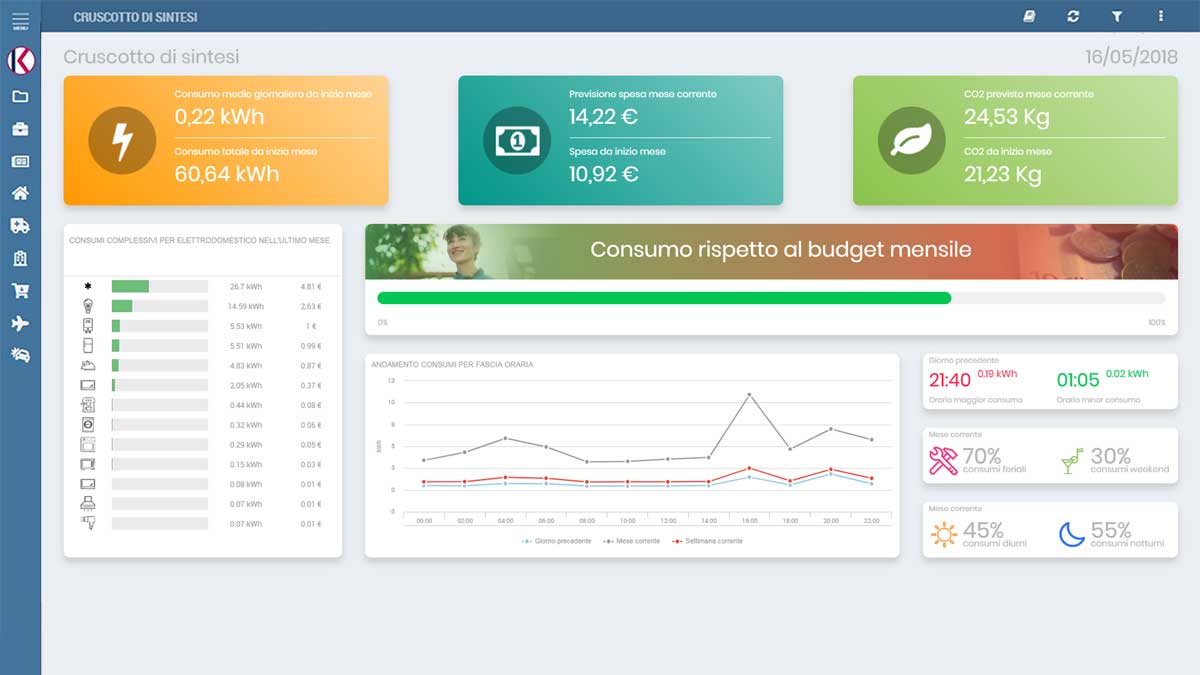 MENU
CRUSCOTTO DI SINTESI
Cruscotto di sintesi
16/05/2018
Consumo medio giornaliero da inizio mese
0,22 kWh
Consumo totale da inizio mese
60,64 kWh
Previsione spesa mese corrente
14,22 €
Spesa da inizio mese
10,92 €
CO2 previsto mese corrente
24,53 Kg
CO2 da inizio mese
21,23 Kg
CONSUMI COMPLESSIVI PER ELETTRODOMESTICO NELL'ULTIMO MESE
26.7 kWh 4.81 €
14.59 kWh 2.63 €
5.53 kWh 1 €
5.51 kWh 0.99 €
4.83 kWh 0.87 €
2.05 kWh 0.37 €
0.44 kWh 0.08 €
0.32 kWh 0.06 €
0.29 kWh 0.05 €
0.15 kWh 0.03 €
0.08 kWh 0.01 €
0.07 kWh 0.01 €
0.07 kWh 0.01 €
Consumo rispetto al budget mensile
0% 100%
ANDAMENTO CONSUMI PER FASCIA ORARIA
13
10
8
5
3
0
-3
kWh
00:00 02:00 04:00 06:00 08:00 10:00 12:00 14:00 16:00 18:00 20:00 22:00
Giorno precedente Mese corrente Settimana corrente
Giorno precedente
21:40 0.19 kWh 01:05 0.02 kWh
Orario maggior consumo Orario minor consumo
Mese corrente
70% 30%
consumi feriali consumi weekend
Mese corrente
45% 55%
consumi diurni consumi notturni